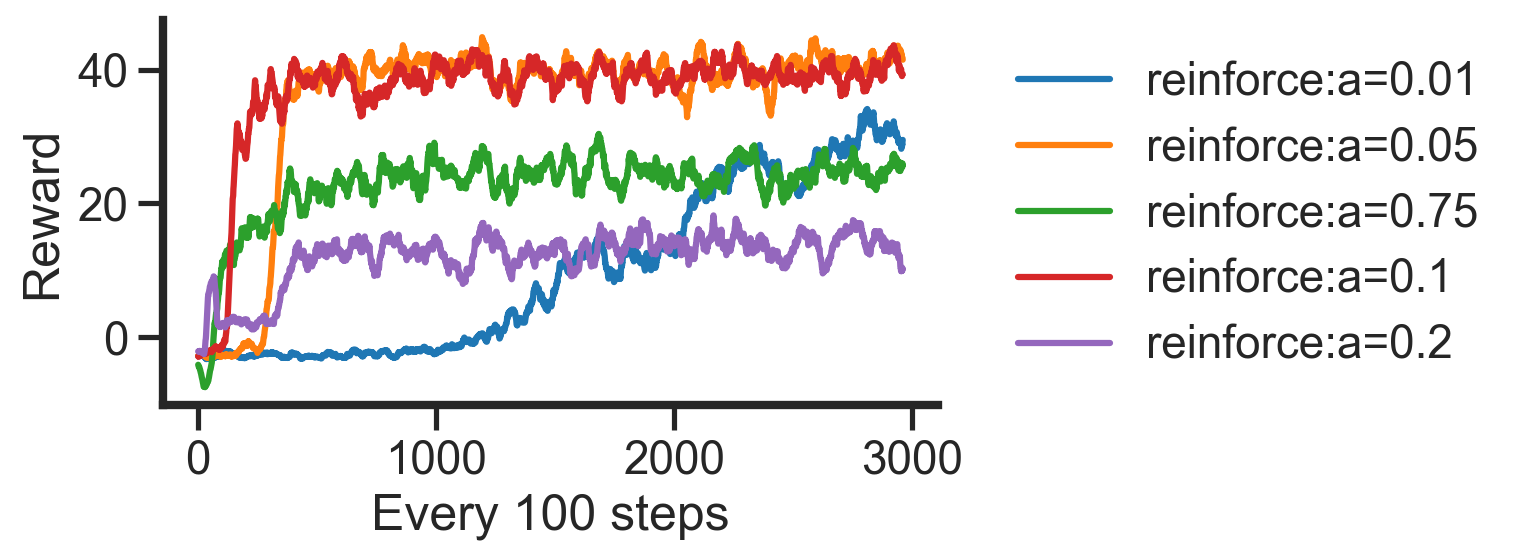 Reward
40
20
0
0
1000
2000
3000
Every 100 steps
reinforce:a=0.01
reinforce:a=0.05
reinforce:a=0.75
reinforce:a=0.1
reinforce:a=0.2